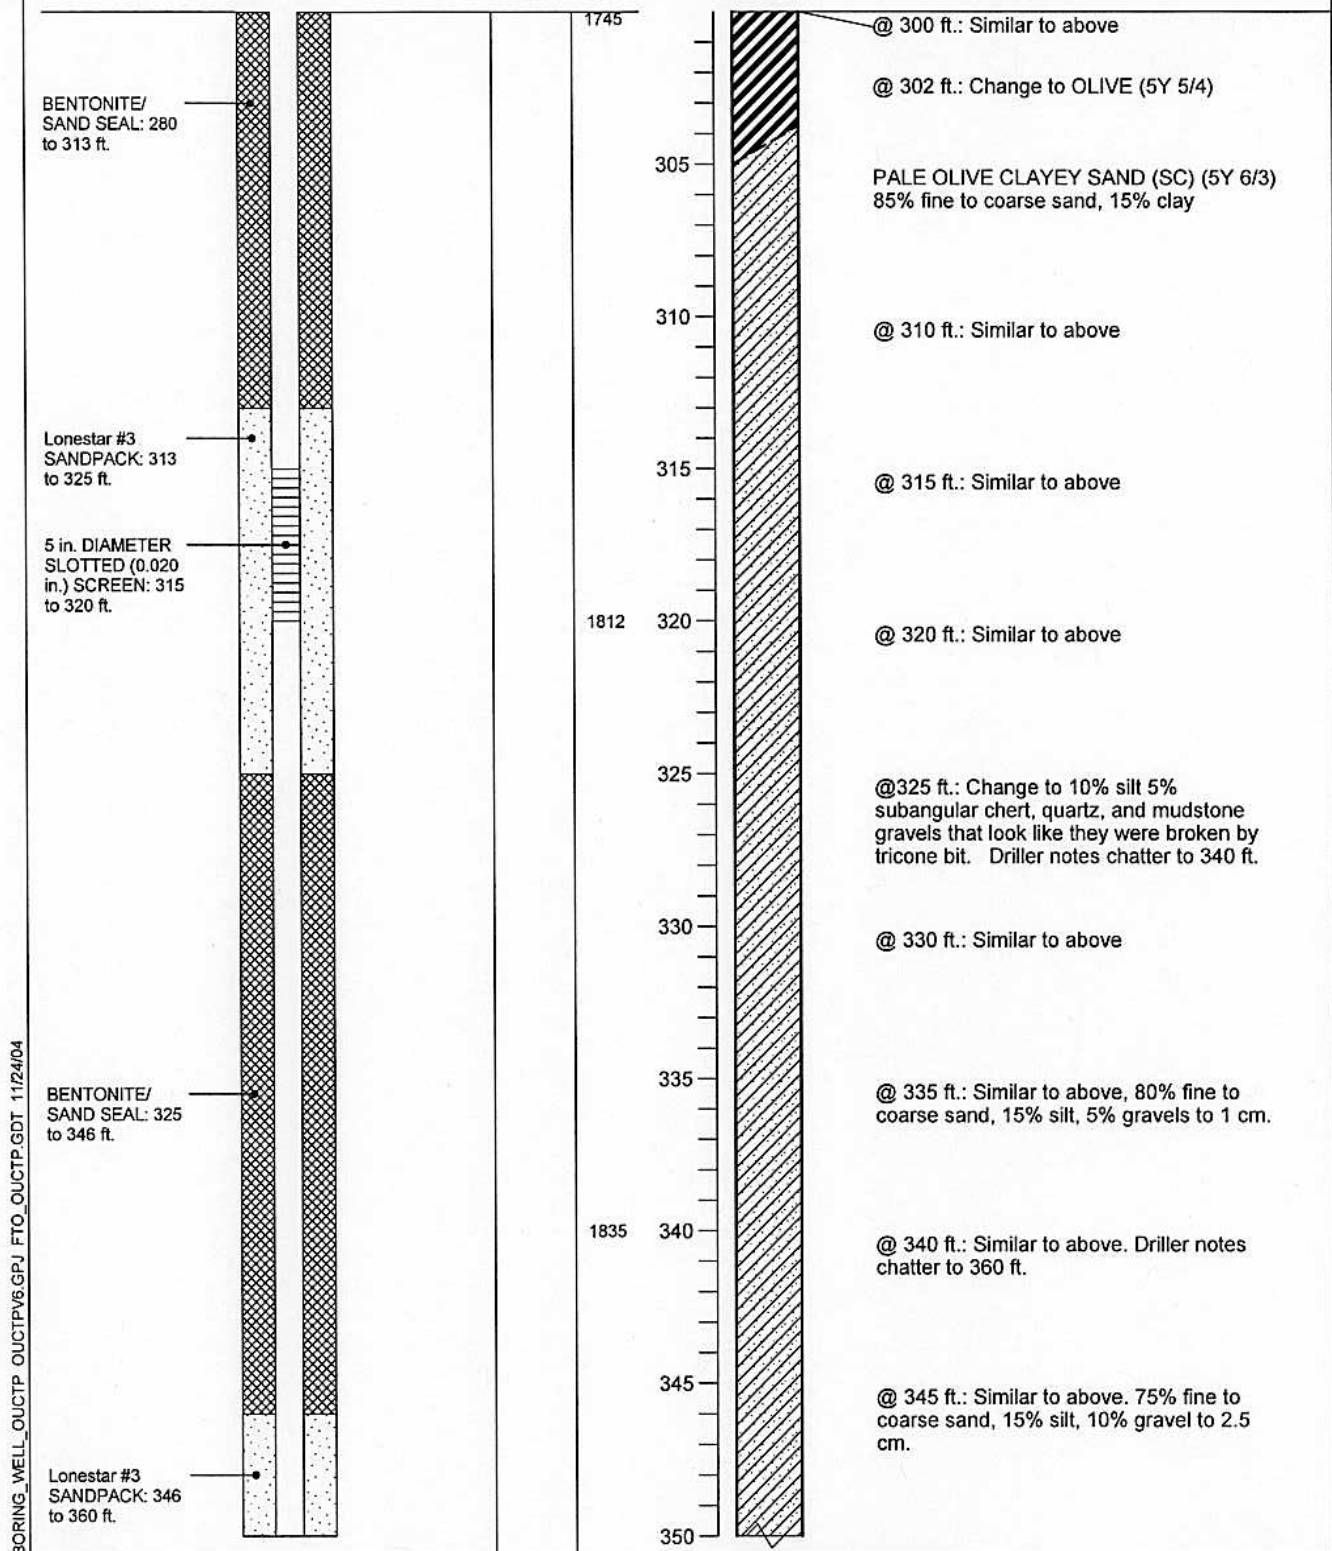 BENTONITE/
SAND SEAL: 280
to 313 ft.
Lonestar #3
SANDPACK: 313
to 325 ft.
5 in. DIAMETER
SLOTTED (0.020
in.) SCREEN: 315
to 320 ft.
BENTONITE/
SAND SEAL: 325
to 346 ft.
Lonestar #3
SANDPACK: 346
to 360 ft.
1745
1812
1835
305
310
315
320
325
330
335
340
345
350
@ 300 ft.: Similar to above
@ 302 ft.: Change to OLIVE (5Y 5/4)
PALE OLIVE CLAYEY SAND (SC) (5Y 6/3)
85% fine to coarse sand, 15% clay
@ 310 ft.: Similar to above
@ 315 ft.: Similar to above
@ 320 ft.: Similar to above
@325 ft.: Change to 10% silt 5%
subangular chert, quartz, and mudstone
gravels that look like they were broken by
tricone bit. Driller notes chatter to 340 ft.
@ 330 ft.: Similar to above
@ 335 ft.: Similar to above, 80% fine to
coarse sand, 15% silt, 5% gravels to 1 cm.
@ 340 ft.: Similar to above. Driller notes
chatter to 360 ft.
@ 345 ft.: Similar to above. 75% fine to
coarse sand, 15% silt, 10% gravel to 2.5
cm.
BORING_WELL_OUCTP OUCTPV6.GPJ FTO_OUCTP.GDT 11/24/04